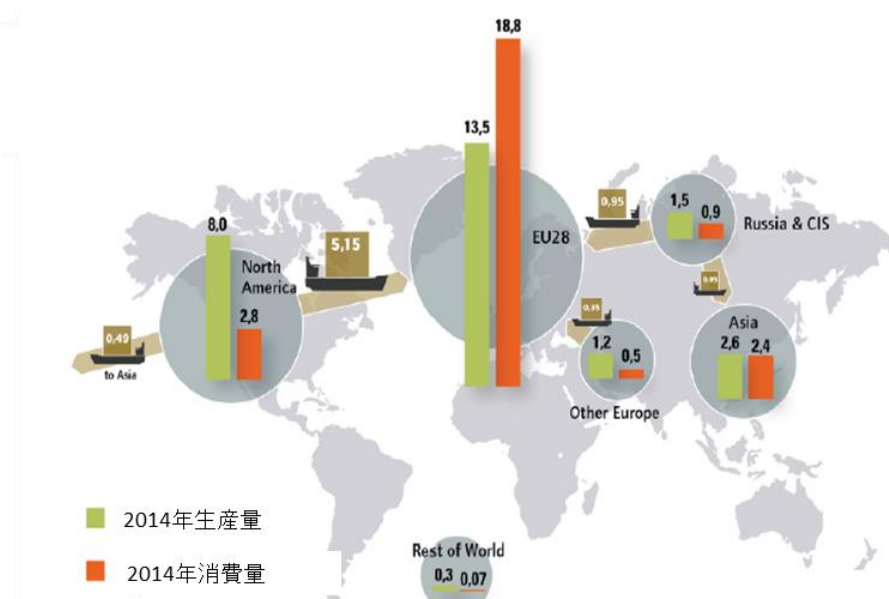 18,8
13,5
EU28
0,95
1,5
0,9
Russia & CIS
8,0
North
America
2,8
5,15
0,49
to Asia
1,2
0,5
Other Europe
Asia
2,6
2,4
2014年生産量
2014年消費量
Rest of World
0,3
0,07